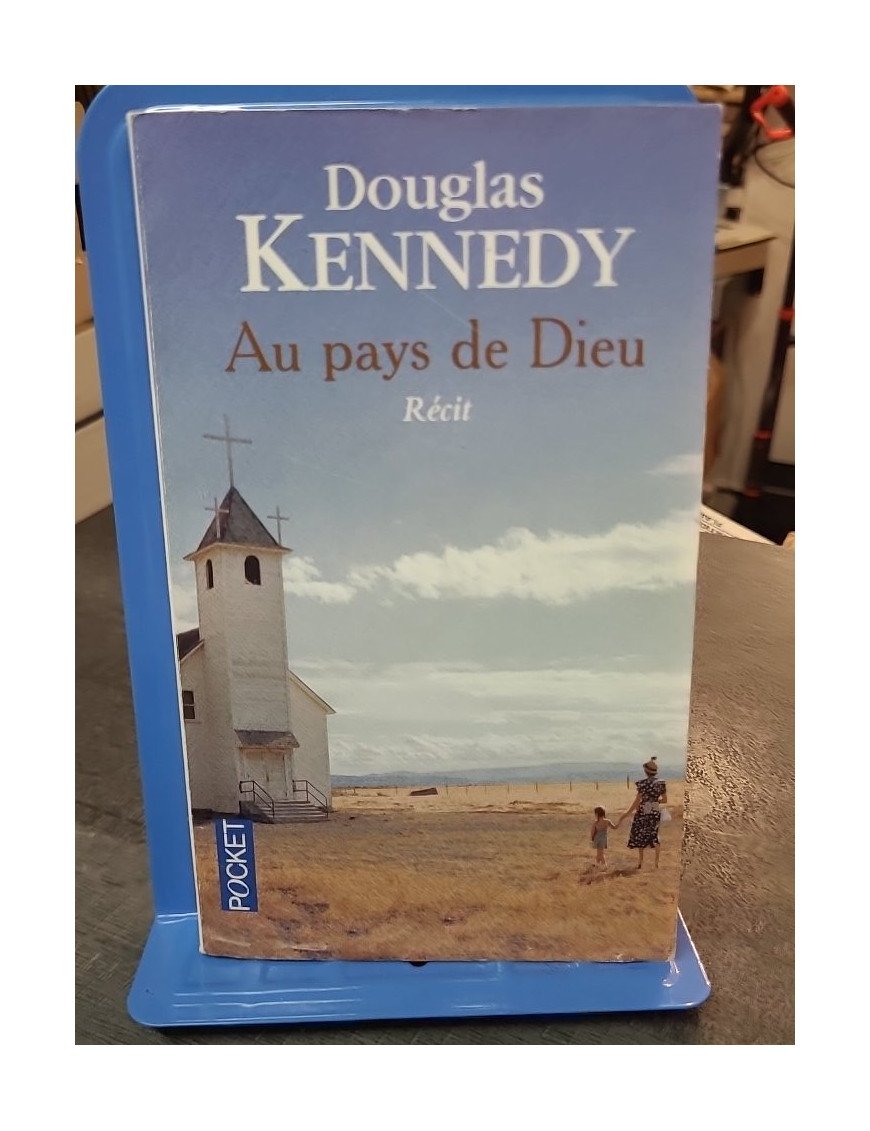 Douglas
KENNEDY
Au pays de Dieu
Récit
POCKET